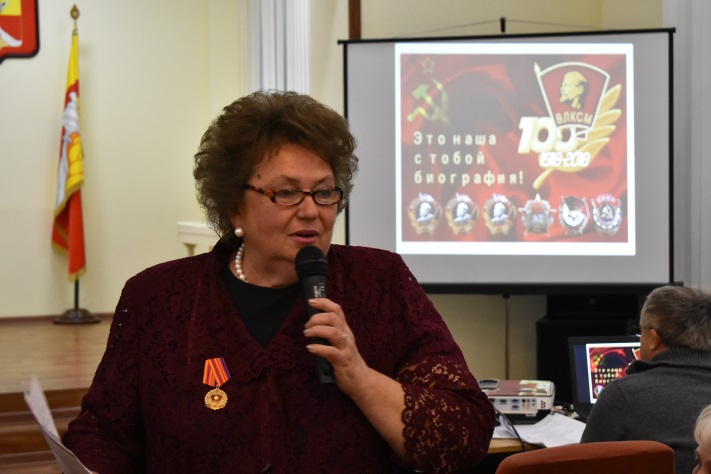 ВЛКСМ
100
1918-2018
Это наша
с тобой
биография!